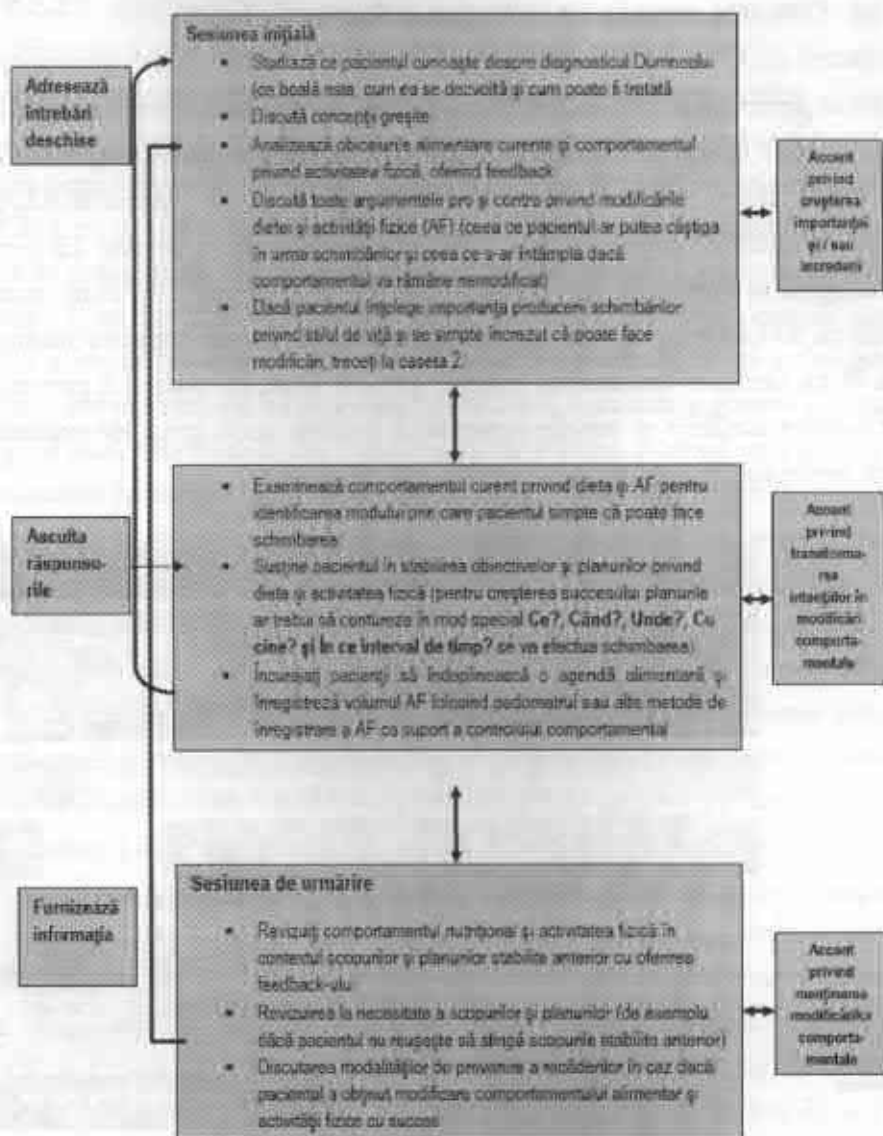 Sesiunea inițială
Studiază ce pacientul cunoaște despre diagnosticul Dumnealui
(ce boală este, cum ea se dezvoltă și cum poate fi tratată
Discută concepții greșite
Analizează obiceiurile alimentare curente și comportamentul
privind activitatea fizică, oferind feedback
Discută toate argumentele pro și contra privind modificările
dietei și activității fizice (AF) (ceea ce pacientul ar putea câștiga
în urma schimbărilor și ceea ce s-ar întâmpla dacă
comportamentul va rămâne nemodificat)
Dacă pacientul înțelege importanța producerii schimbărilor
privind stilul de viață și se simpte încrezut că poate face
modificări, treceți la caseta 2.
Adresează
întrebări
deschise
Accent
privind
creșterea
importanței
și / sau
încrederii
Examinează comportamentul curent privind dieta și AF pentru
identificarea modului prin care pacientul simpte că poate face
schimbarea
Susține pacientul în stabilirea obiectivelor și planurilor privind
dieta și activitatea fizică (pentru creșterea succesului planurile
ar trebui să contureze în mod special Ce?, Când?, Unde?, Cu
cine? și În ce interval de timp? se va efectua schimbarea)
Încurajați pacienți să îndeplinească o agendă alimentară și
înregistreză volumul AF folosind pedometrul sau alte metode de
înregistrare a AF ca suport a controlului comportamental
Asculta
răspunso-
rile
Accent
privind
transforma-
rea
intențiilor în
modificări
comporta-
mentale
Sesiunea de urmărire
Revizuiți comportamentul nutrițional și activitatea fizică în
contextul scopurilor și planurilor stabilite anterior cu oferirea
feedback-ului
Revizuirea la necesitate a scopurilor și planurilor (de exemplu
dacă pacientul nu reușește să atingă scopurile stabilite anterior)
Discutarea modalităților de prevenire a recăderilor în caz dacă
pacientul a obținut modificare comportamentului alimentar și
activității fizice cu succes
Furnizează
informația
Accent
privind
menținerea
modificărilor
comporta-
mentale